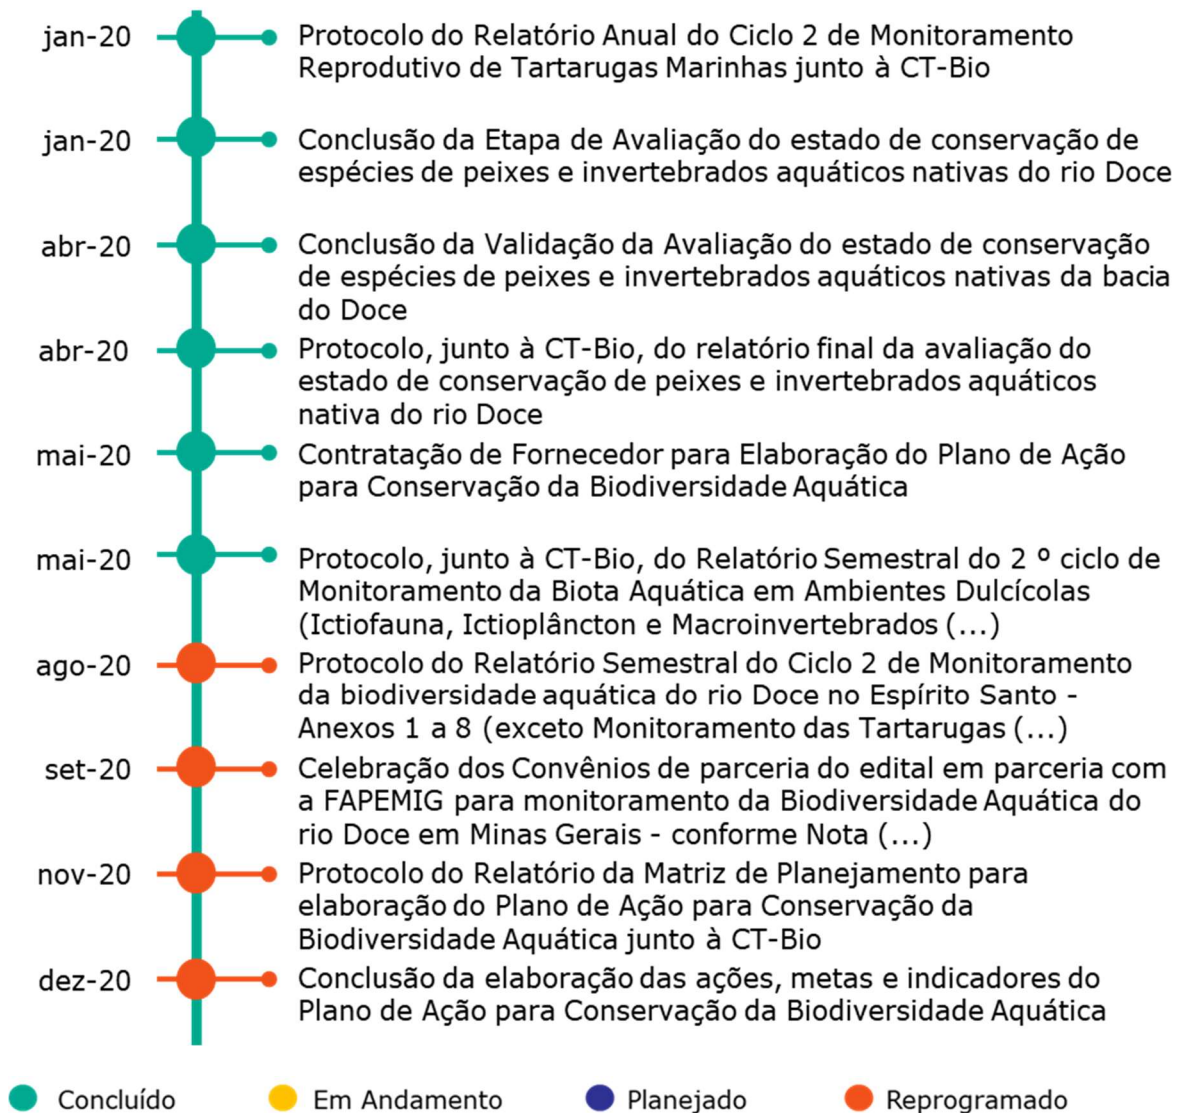 jan-20
Protocolo do Relatório Anual do Ciclo 2 de Monitoramento
Reprodutivo de Tartarugas Marinhas junto à CT-Bio
jan-20
Conclusão da Etapa de Avaliação do estado de conservação de
espécies de peixes e invertebrados aquáticos nativas do rio Doce
abr-20
Conclusão da Validação da Avaliação do estado de conservação
de espécies de peixes e invertebrados aquáticos nativas da bacia
do Doce
abr-20
Protocolo, junto à CT-Bio, do relatório final da avaliação do
estado de conservação de peixes e invertebrados aquáticos
nativa do rio Doce
mai-20
Contratação de Fornecedor para Elaboração do Plano de Ação
para Conservação da Biodiversidade Aquática
mai-20
Protocolo, junto à CT-Bio, do Relatório Semestral do 2 º ciclo de
Monitoramento da Biota Aquática em Ambientes Dulcícolas
(Ictiofauna, Ictioplâncton e Macroinvertebrados (...)
ago-20
Protocolo do Relatório Semestral do Ciclo 2 de Monitoramento
da biodiversidade aquática do rio Doce no Espírito Santo -
Anexos 1 a 8 (exceto Monitoramento das Tartarugas (...)
set-20
Celebração dos Convênios de parceria do edital em parceria com
a FAPEMIG para monitoramento da Biodiversidade Aquática do
rio Doce em Minas Gerais - conforme Nota (...)
nov-20
Protocolo do Relatório da Matriz de Planejamento para
elaboração do Plano de Ação para Conservação da
Biodiversidade Aquática junto à CT-Bio
dez-20
Conclusão da elaboração das ações, metas e indicadores do
Plano de Ação para Conservação da Biodiversidade Aquática
Concluído
Em Andamento
Planejado
Reprogramado